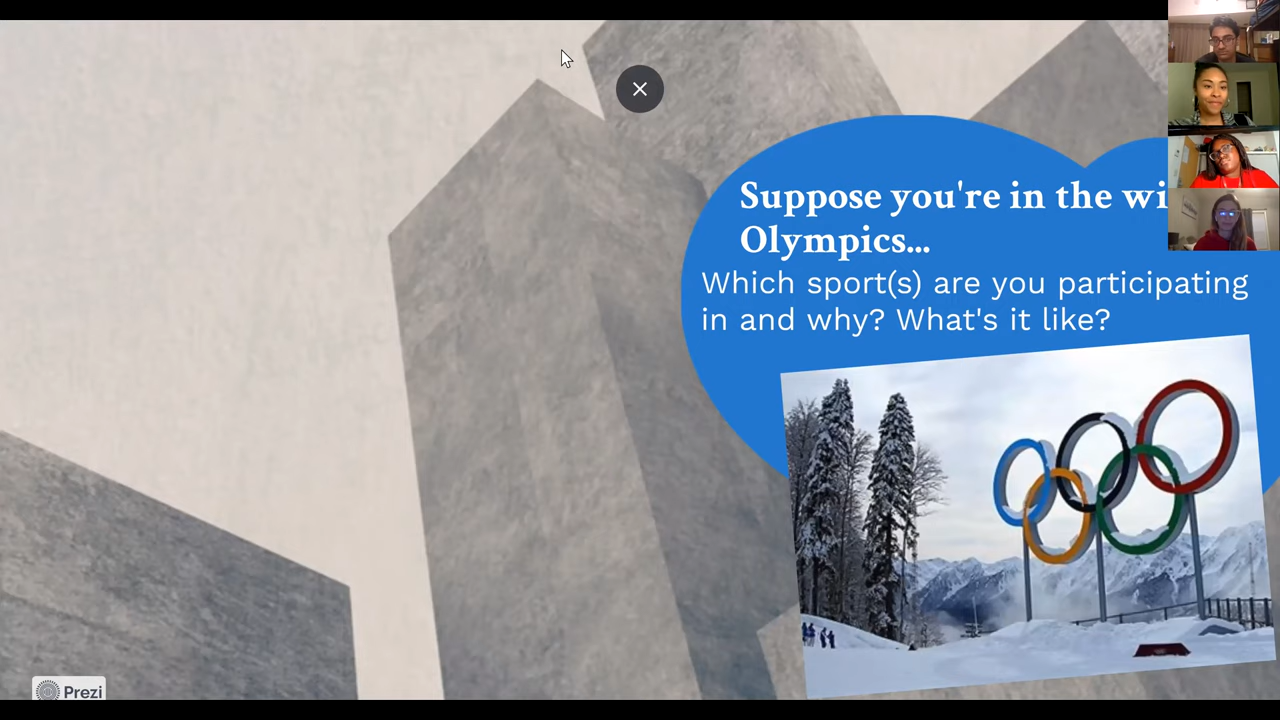 Suppose you're in the wi
Olympics...
Which sport(s) are you participating
in and why? What's it like?
Prezi